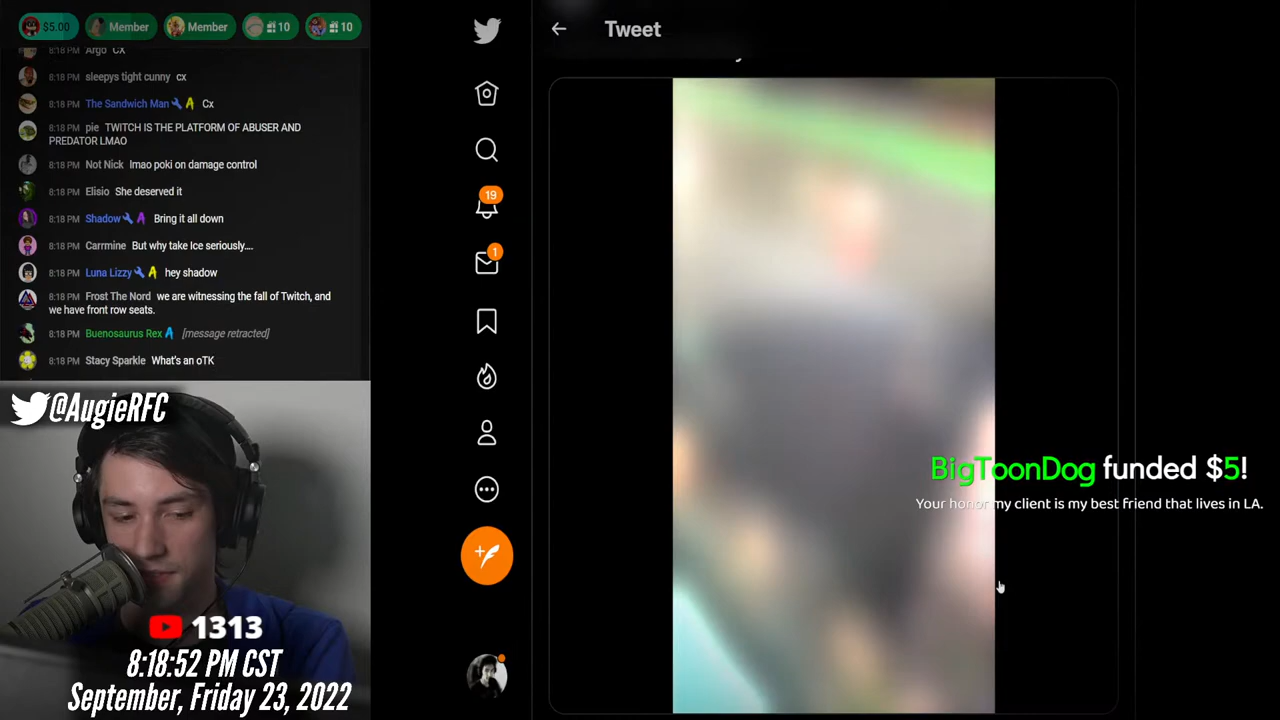 $5.00
Member
Member
10
10
8:18 PM Argo CX
8:18 PM sleepys tight cunny cx
8:18 PM The Sandwich Man Cx
8:18 PM pie TWITCH IS THE PLATFORM OF ABUSER AND
PREDATOR LMAO
8:18 PM Not Nick lmao poki on damage control
8:18 PM Elisio She deserved it
8:18 PM Shadow Bring it all down
8:18 PM Carrmine But why take Ice seriously....
8:18 PM Luna Lizzy hey shadow
8:18 PM Frost The Nord we are witnessing the fall of Twitch, and
we have front row seats.
8:18 PM Buenosaurus Rex [message retracted]
8:18 PM Stacy Sparkle What's an oTK
@AugieRFC
1313
8:18:52 PM CST
September, Friday 23, 2022
19
1
Tweet
BigToonDog funded $5!
Your honor my client is my best friend that lives in LA.